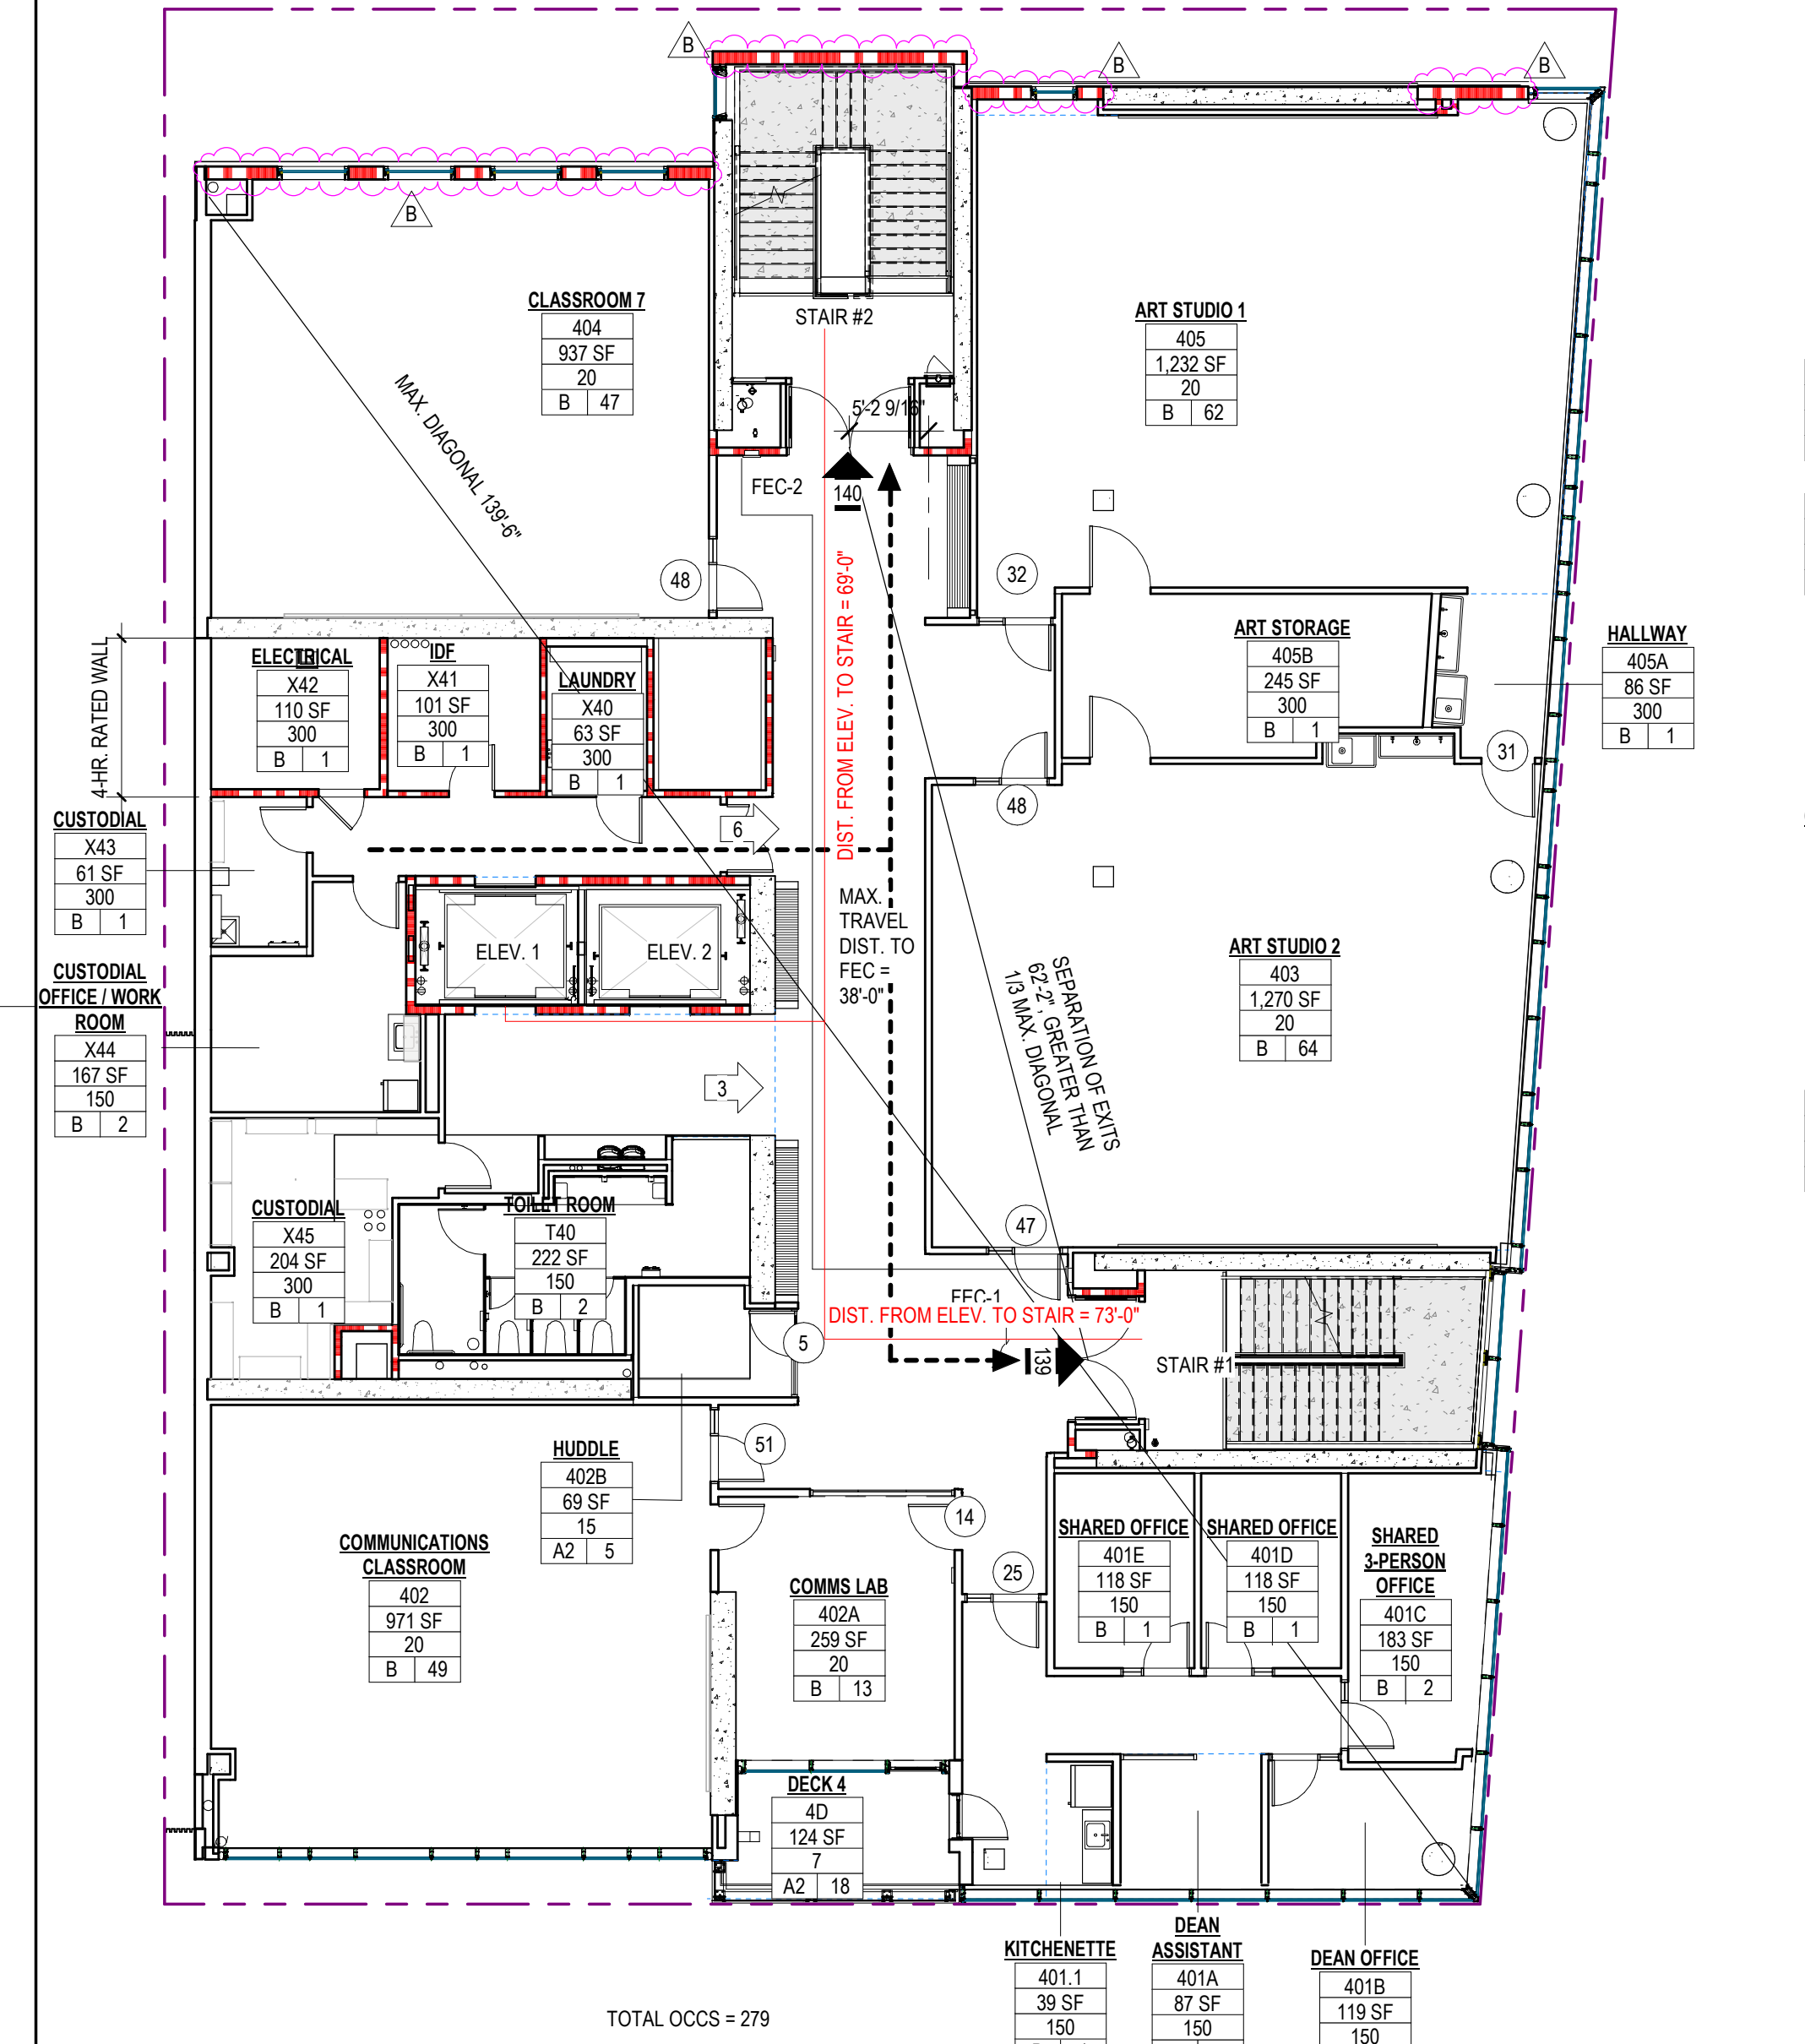 B
B
B
STAIR #2
B
CLASSROOM 7
404
937 SF
20
B 47
ART STUDIO 1
405
1,232 SF
20
B 62
MAX. DIAGONAL 139'-6"
5'-2 9/16"
FEC-2
140
48
32
DIST. FROM ELEV. TO STAIR = 69'-0"
4-HR. RATED WALL
ELECTRICAL
X42
110 SF
300
B 1
IDF
X41
101 SF
300
B 1
LAUNDRY
X40
63 SF
300
B 1
ART STORAGE
405B
245 SF
300
B 1
HALLWAY
405A
86 SF
300
B 1
31
48
6
CUSTODIAL
X43
61 SF
300
B 1
ELEV. 1
ELEV. 2
MAX.
TRAVEL
DIST. TO
FEC =
38'-0"
SEPARATION OF EXITS
62'-2", GREATER THAN
1/3 MAX. DIAGONAL
ART STUDIO 2
403
1,270 SF
20
B 64
CUSTODIAL
OFFICE / WORK
ROOM
X44
167 SF
150
B 2
3
CUSTODIAL
X45
204 SF
300
B 1
TOILET ROOM
T40
222 SF
150
B 2
47
FEC-1
DIST. FROM ELEV. TO STAIR = 73'-0"
5
139
STAIR #1
51
HUDDLE
402B
69 SF
15
A2 5
14
COMMUNICATIONS
CLASSROOM
402
971 SF
20
B 49
COMMS LAB
402A
259 SF
20
B 13
25
SHARED OFFICE
401E
118 SF
150
B 1
SHARED OFFICE
401D
118 SF
150
B 1
SHARED
3-PERSON
OFFICE
401C
183 SF
150
B 2
DECK 4
4D
124 SF
7
A2 18
KITCHENETTE
401.1
39 SF
150
DEAN
ASSISTANT
401A
87 SF
150
DEAN OFFICE
401B
119 SF
150
TOTAL OCCS = 279